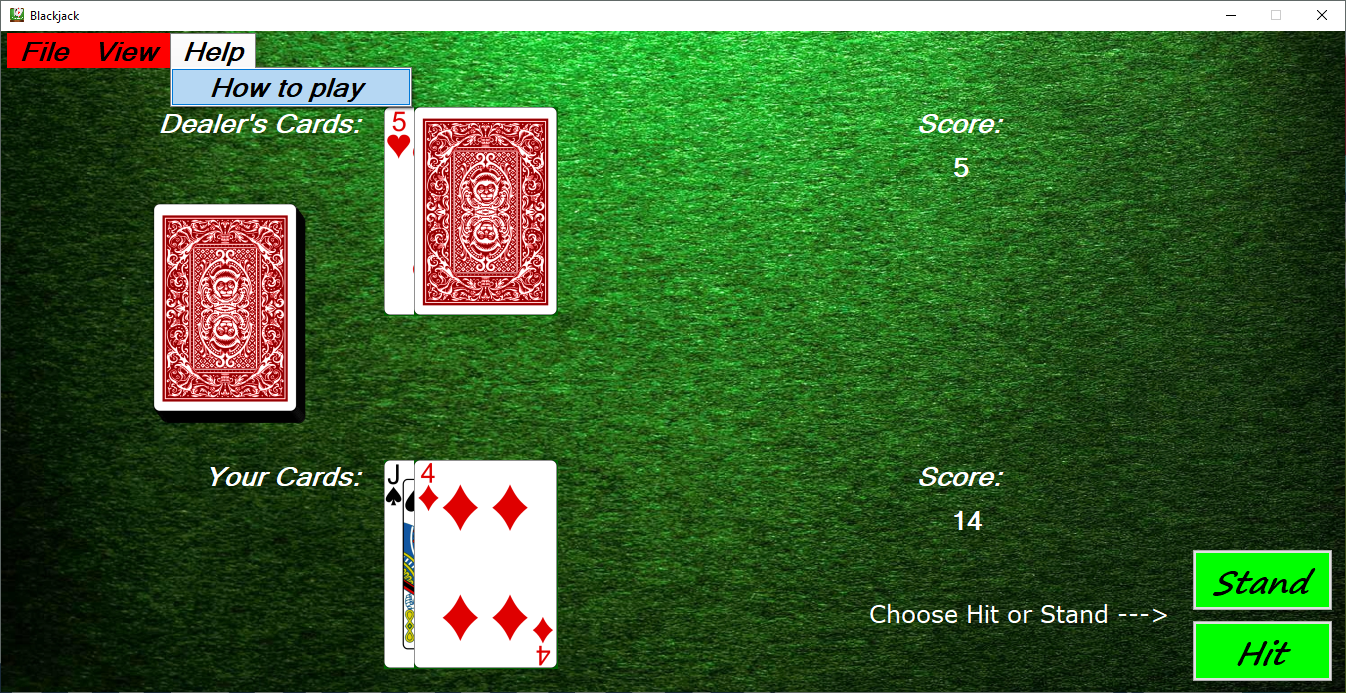 Blackjack
File View Help
How to play
Dealer's Cards:
5
Score:
5
Your Cards:
J
4
4
Score:
14
Choose Hit or Stand --->
Stand
Hit